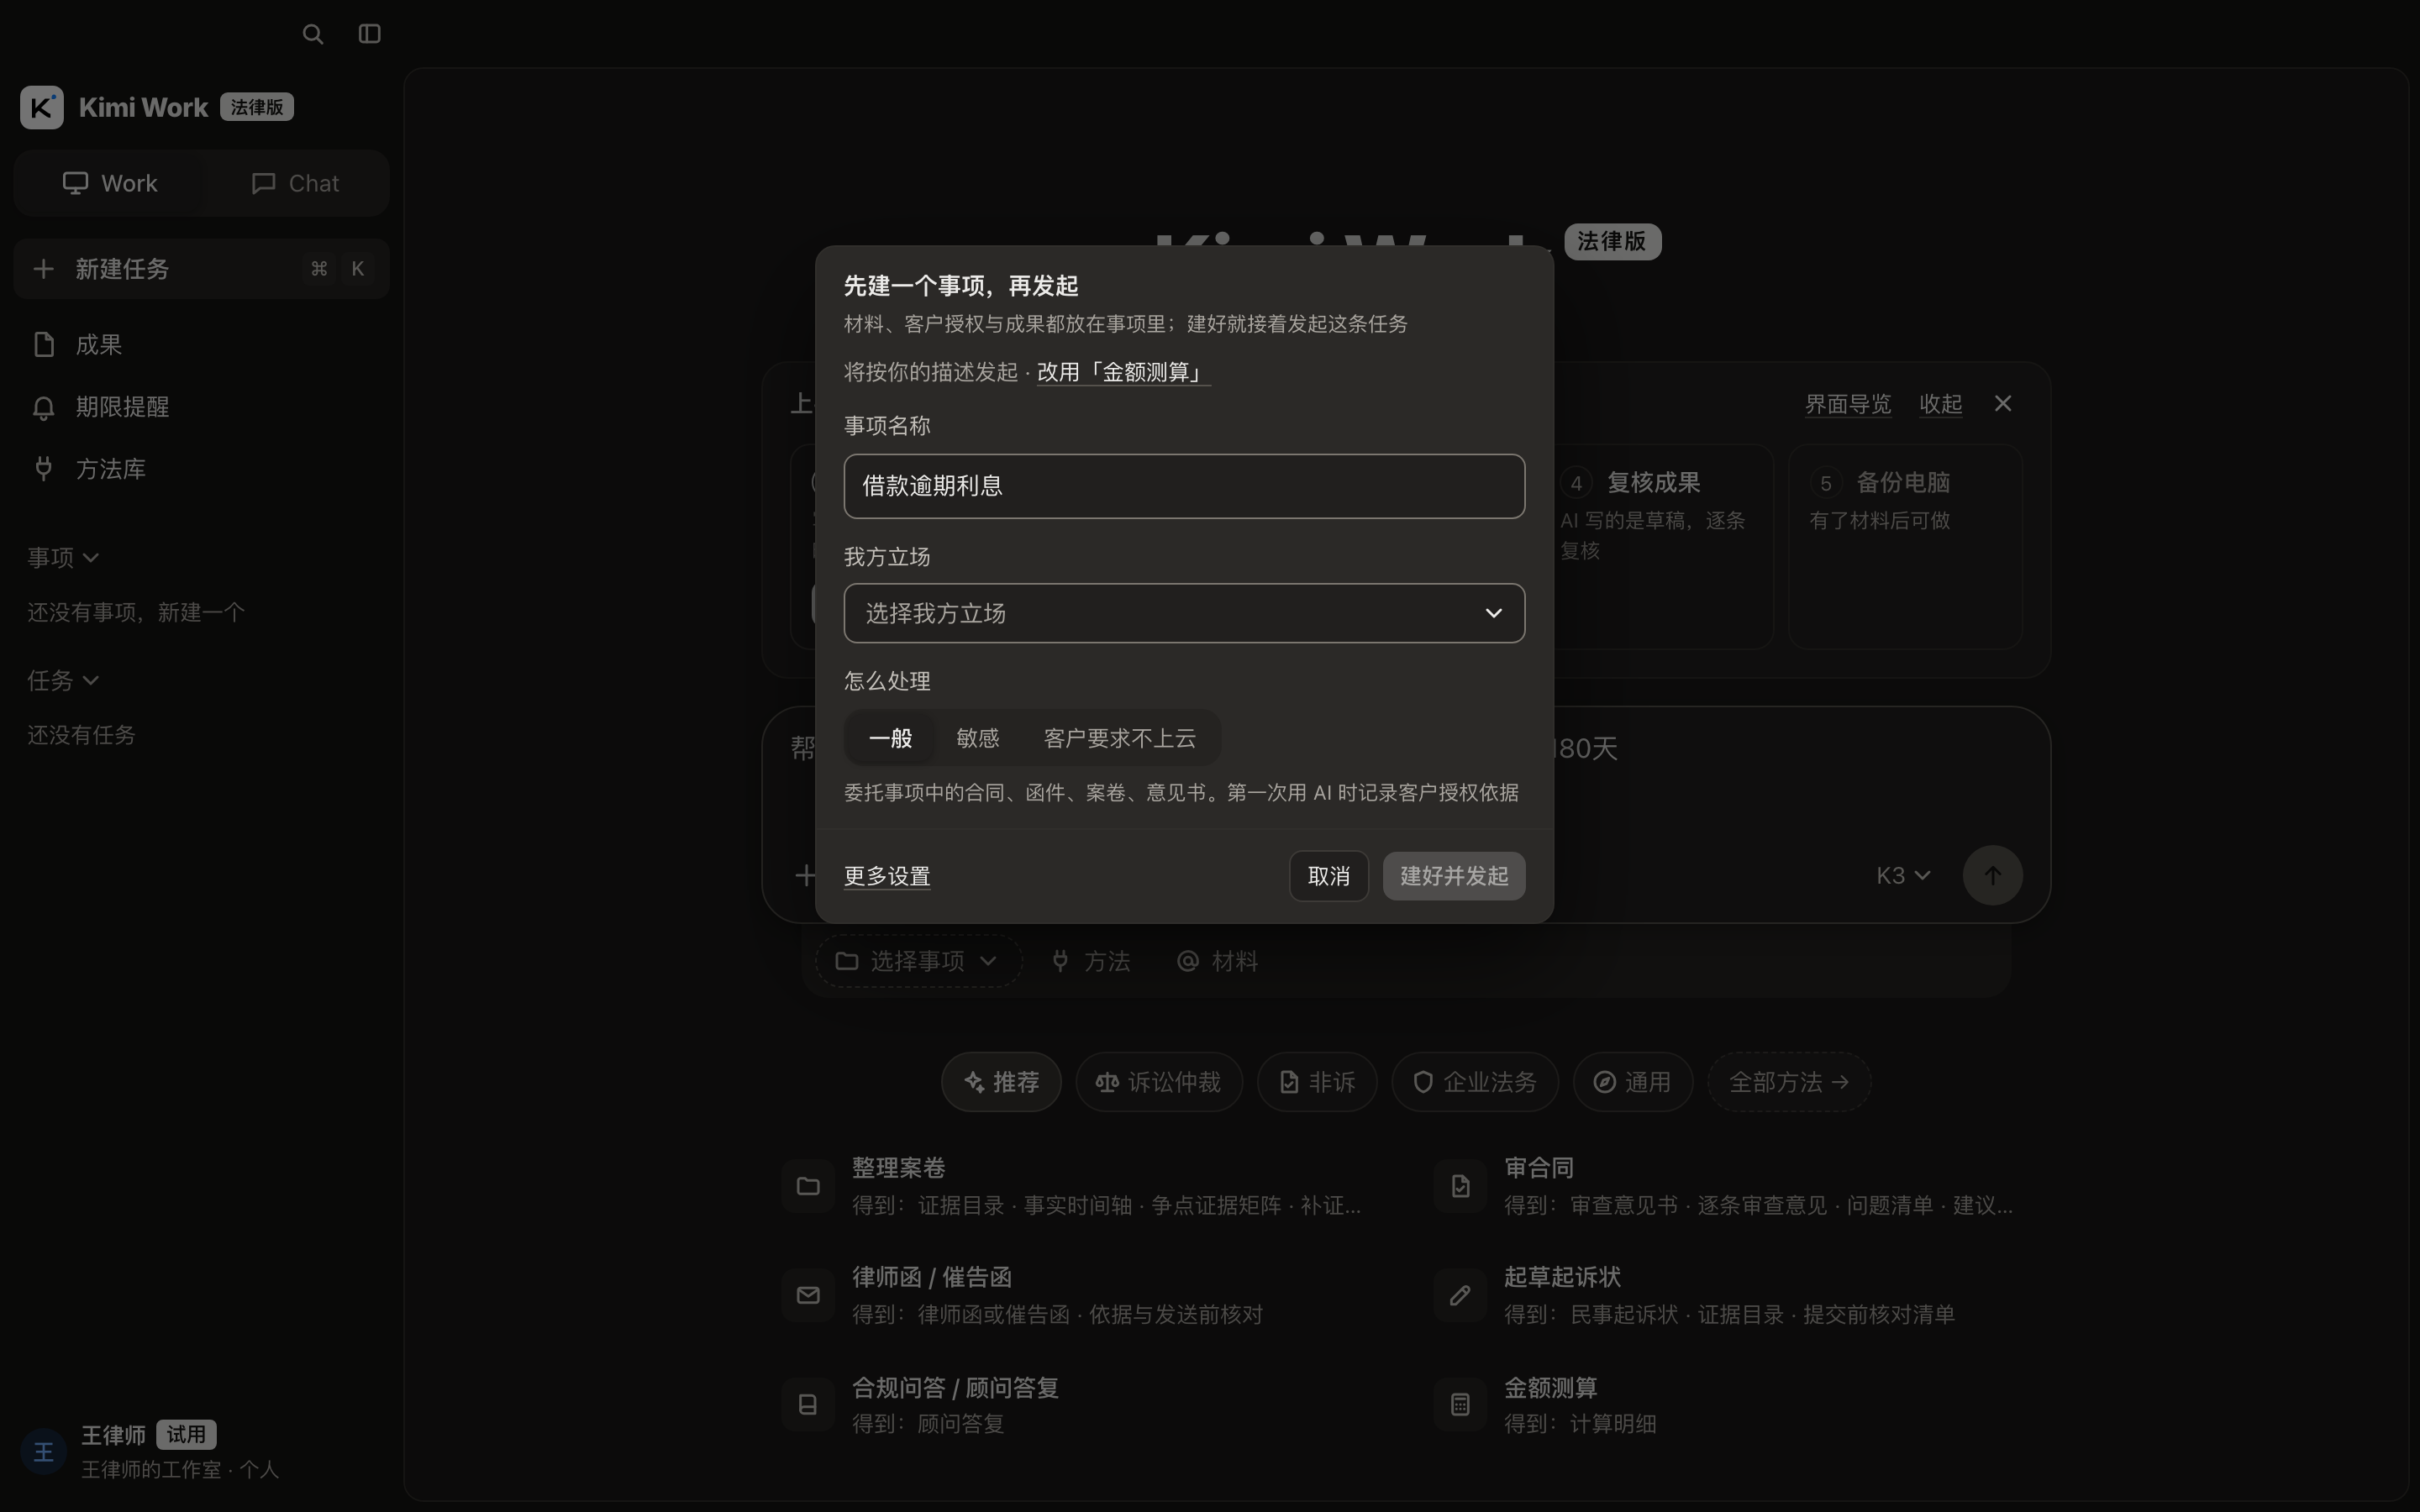 Kimi Work 法律版
Work
Chat
新建任务 ⌘ K
成果
期限提醒
方法库
事项
还没有事项，新建一个
任务
还没有任务
王 王律师 试用
王律师的工作室 · 个人
法律版
界面导览 收起
4 复核成果
AI 写的是草稿，逐条
复核
5 备份电脑
有了材料后可做
先建一个事项，再发起
材料、客户授权与成果都放在事项里；建好就接着发起这条任务
将按你的描述发起 · 改用「金额测算」
事项名称
借款逾期利息
我方立场
选择我方立场
怎么处理
一般 敏感 客户要求不上云
委托事项中的合同、函件、案卷、意见书。第一次用 AI 时记录客户授权依据
更多设置 取消 建好并发起
帮
80天
K3
选择事项 方法 材料
推荐 诉讼仲裁 非诉 企业法务 通用 全部方法 →
整理案卷
得到：证据目录 · 事实时间轴 · 争点证据矩阵 · 补证...
审合同
得到：审查意见书 · 逐条审查意见 · 问题清单 · 建议...
律师函 / 催告函
得到：律师函或催告函 · 依据与发送前核对
起草起诉状
得到：民事起诉状 · 证据目录 · 提交前核对清单
合规问答 / 顾问答复
得到：顾问答复
金额测算
得到：计算明细